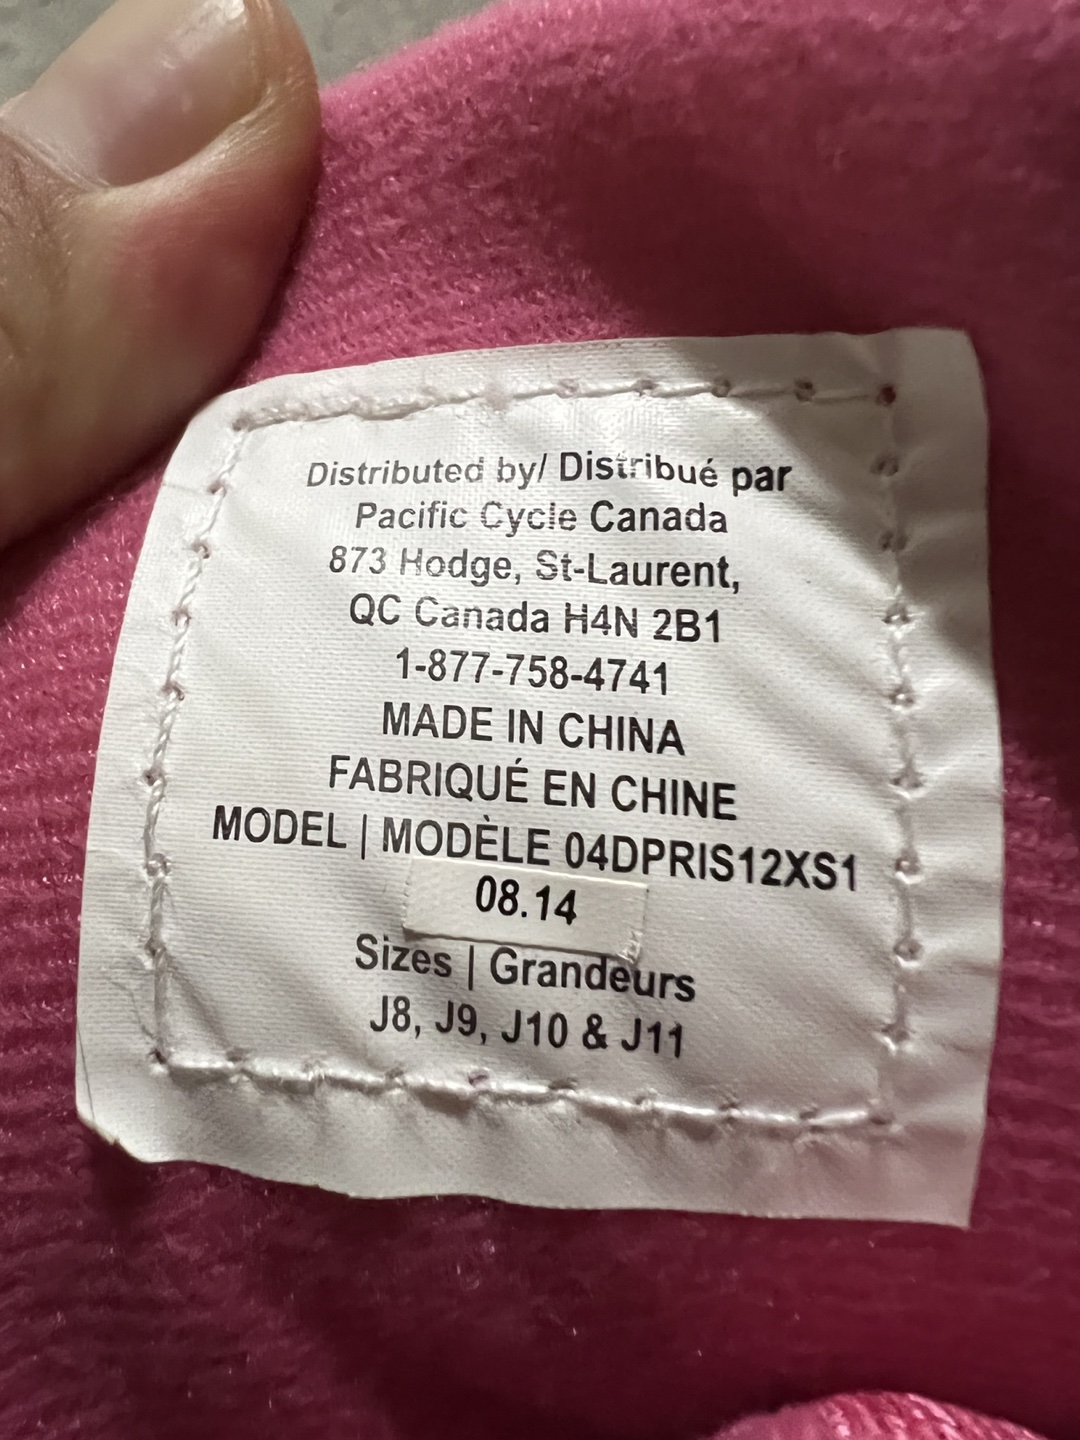 Distributed by/ Distribué par
Pacific Cycle Canada
873 Hodge, St-Laurent,
QC Canada H4N 2B1
1-877-758-4741
MADE IN CHINA
FABRIQUÉ EN CHINE
MODEL | MODÈLE 04DPRIS12XS1
08.14
Sizes | Grandeurs
J8, J9, J10 & J11